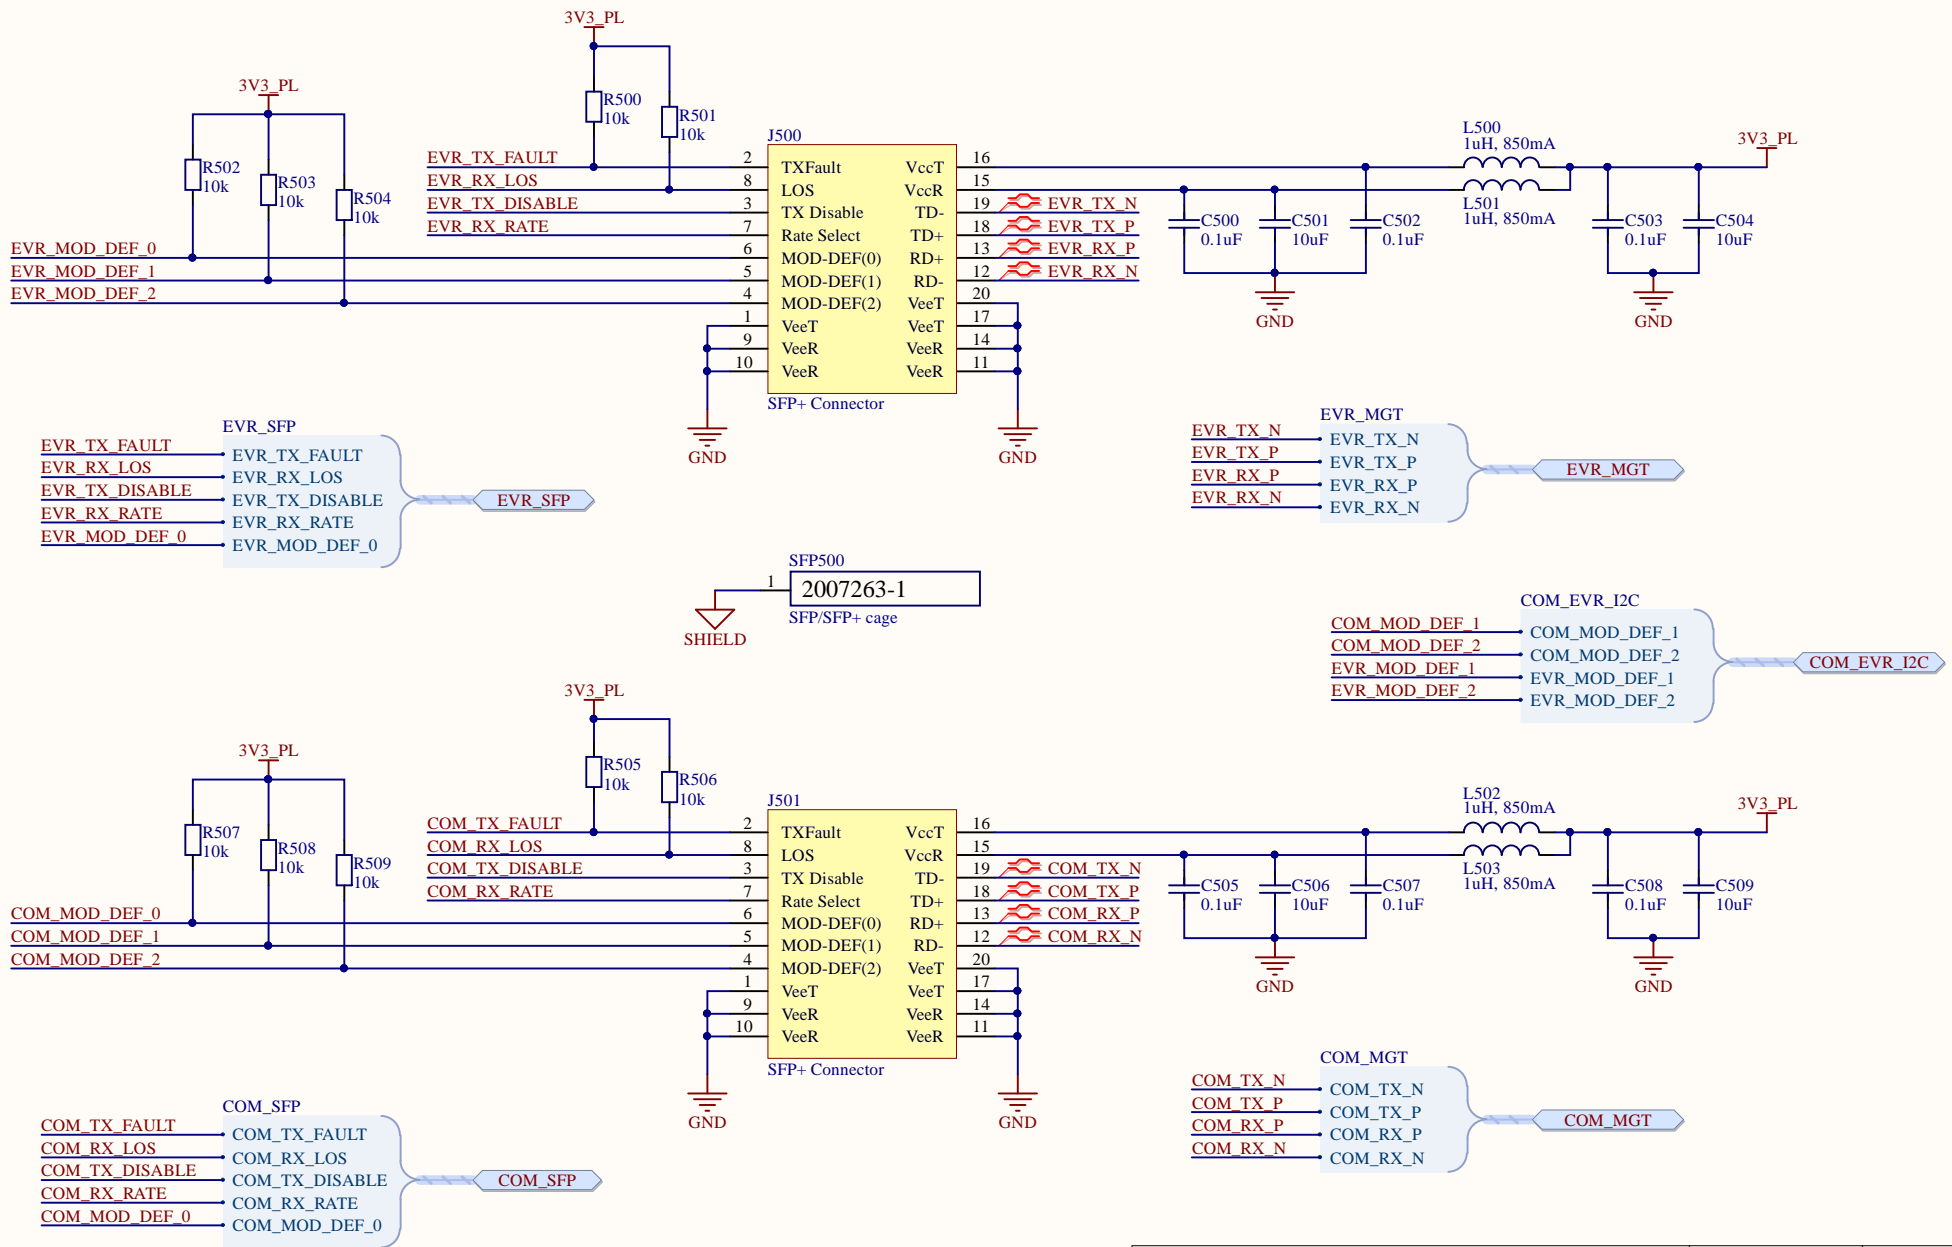 3V3_PL
R500
10k
R501
10k
3V3_PL
R502
10k
R503
10k
R504
10k
EVR_TX_FAULT
EVR_RX_LOS
EVR_TX_DISABLE
EVR_RX_RATE
EVR_MOD_DEF_0
EVR_MOD_DEF_1
EVR_MOD_DEF_2
J500
2 TXFault VccT 16
8 LOS VccR 15
3 TX Disable TD- 19 EVR_TX_N
7 Rate Select TD+ 18 EVR_TX_P
6 MOD-DEF(0) RD+ 13 EVR_RX_P
5 MOD-DEF(1) RD- 12 EVR_RX_N
4 MOD-DEF(2) VeeT 20
1 VeeT VeeT 17
9 VeeR VeeR 14
10 VeeR VeeR 11
SFP+ Connector
GND
GND
L500
1uH, 850mA
L501
1uH, 850mA
3V3_PL
C500
0.1uF
C501
10uF
C502
0.1uF
C503
0.1uF
C504
10uF
GND
GND
EVR_SFP
EVR_TX_FAULT EVR_TX_FAULT
EVR_RX_LOS EVR_RX_LOS
EVR_TX_DISABLE EVR_TX_DISABLE
EVR_RX_RATE EVR_RX_RATE
EVR_MOD_DEF_0 EVR_MOD_DEF_0
EVR_SFP
EVR_MGT
EVR_TX_N EVR_TX_N
EVR_TX_P EVR_TX_P
EVR_RX_P EVR_RX_P
EVR_RX_N EVR_RX_N
EVR_MGT
SFP500
1 2007263-1
SFP/SFP+ cage
SHIELD
COM_EVR_I2C
COM_MOD_DEF_1 COM_MOD_DEF_1
COM_MOD_DEF_2 COM_MOD_DEF_2
EVR_MOD_DEF_1 EVR_MOD_DEF_1
EVR_MOD_DEF_2 EVR_MOD_DEF_2
COM_EVR_I2C
3V3_PL
R505
10k
R506
10k
3V3_PL
R507
10k
R508
10k
R509
10k
COM_TX_FAULT
COM_RX_LOS
COM_TX_DISABLE
COM_RX_RATE
COM_MOD_DEF_0
COM_MOD_DEF_1
COM_MOD_DEF_2
J501
2 TXFault VccT 16
8 LOS VccR 15
3 TX Disable TD- 19 COM_TX_N
7 Rate Select TD+ 18 COM_TX_P
6 MOD-DEF(0) RD+ 13 COM_RX_P
5 MOD-DEF(1) RD- 12 COM_RX_N
4 MOD-DEF(2) VeeT 20
1 VeeT VeeT 17
9 VeeR VeeR 14
10 VeeR VeeR 11
SFP+ Connector
GND
GND
L502
1uH, 850mA
L503
1uH, 850mA
3V3_PL
C505
0.1uF
C506
10uF
C507
0.1uF
C508
0.1uF
C509
10uF
GND
GND
COM_SFP
COM_TX_FAULT COM_TX_FAULT
COM_RX_LOS COM_RX_LOS
COM_TX_DISABLE COM_TX_DISABLE
COM_RX_RATE COM_RX_RATE
COM_MOD_DEF_0 COM_MOD_DEF_0
COM_SFP
COM_MGT
COM_TX_N COM_TX_N
COM_TX_P COM_TX_P
COM_RX_P COM_RX_P
COM_RX_N COM_RX_N
COM_MGT